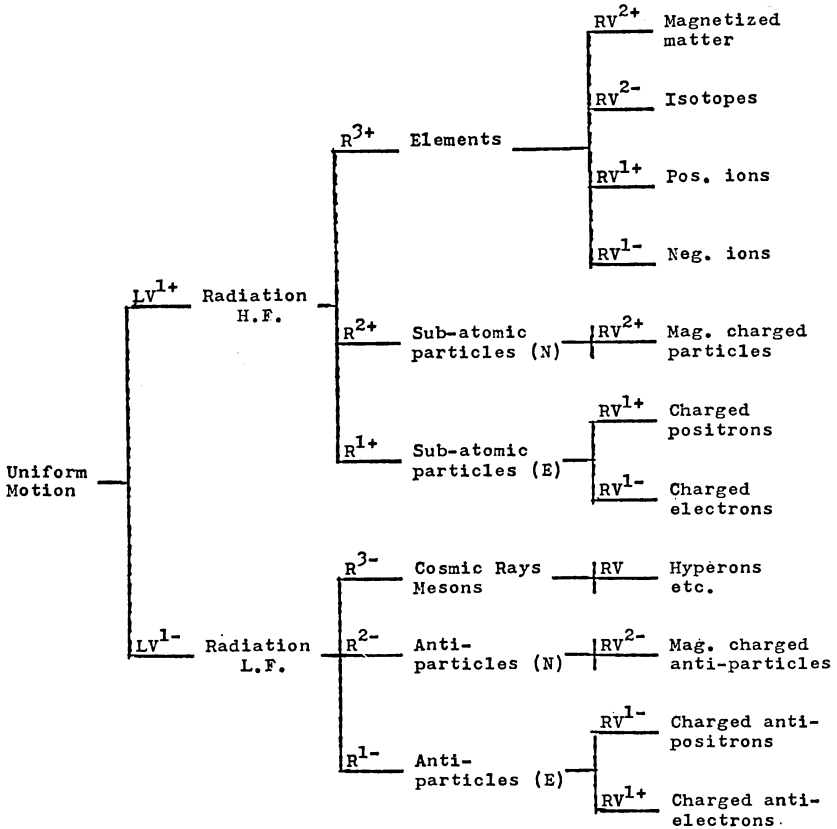 RV2+ Magnetized
matter
RV2- Isotopes
R3+ Elements
RV1+ Pos. ions
RV1- Neg. ions
LV1+ Radiation
H.F.
R2+ Sub-atomic
particles (N)
RV2+ Mag. charged
particles
RV1+ Charged
positrons
R1+ Sub-atomic
particles (E)
RV1- Charged
electrons
Uniform
Motion
R3- Cosmic Rays
Mesons
RV Hyperons
etc.
LV1- Radiation
L.F.
R2- Anti-
particles (N)
RV2- Mag. charged
anti-particles
RV1- Charged anti-
positrons
R1- Anti-
particles (E)
RV1+ Charged anti-
electrons